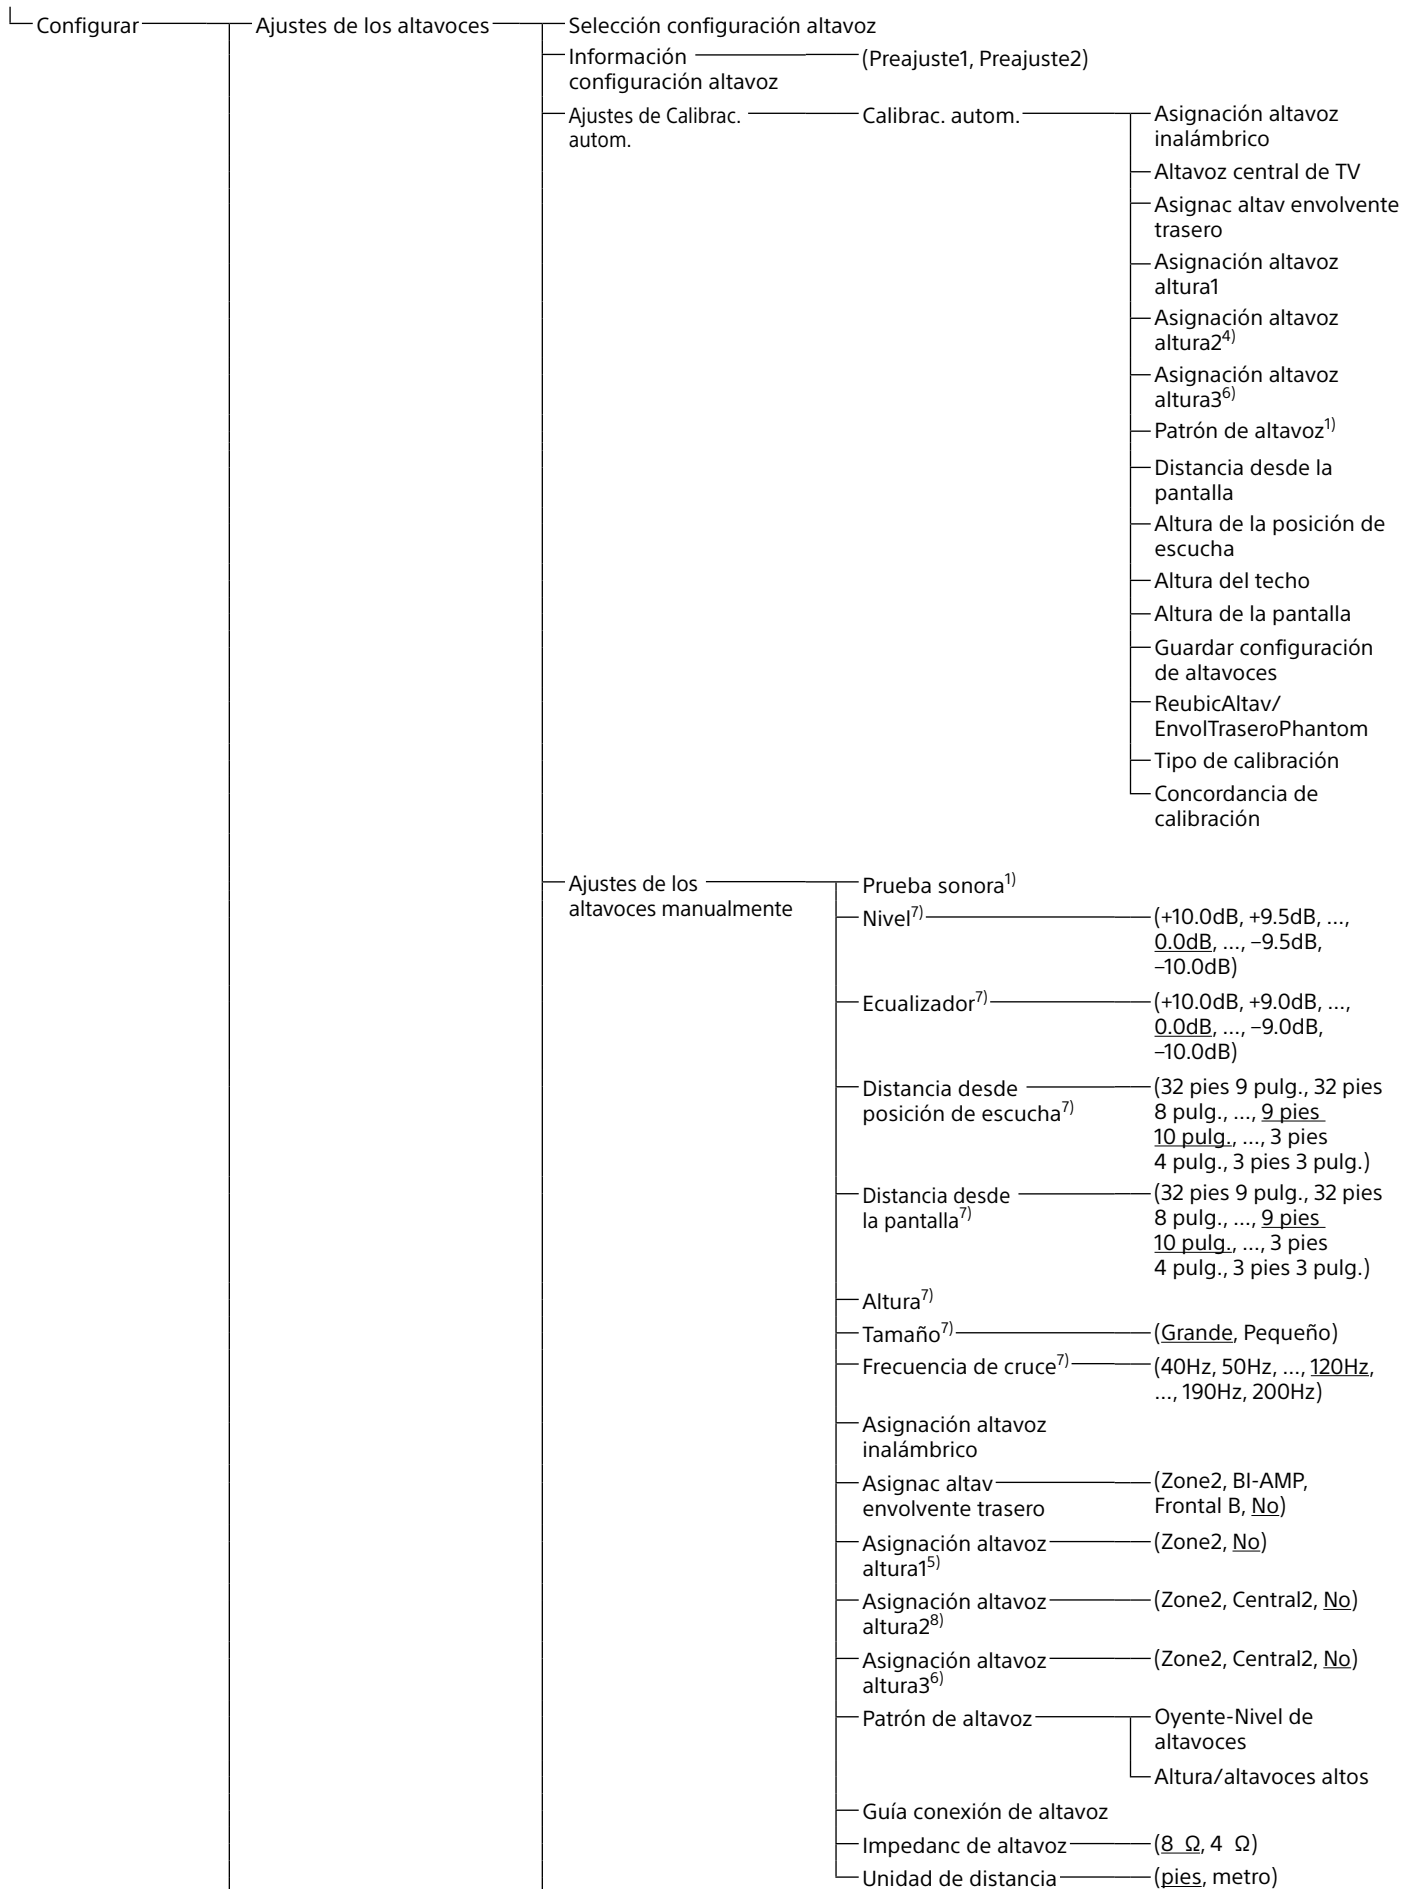 Configurar
Ajustes de los altavoces
Selección configuración altavoz
Información
configuración altavoz
(Preajuste1, Preajuste2)
Ajustes de Calibrac.
autom.
Calibrac. autom.
Asignación altavoz
inalámbrico
Altavoz central de TV
Asignac altav envolvente
trasero
Asignación altavoz
altura1
Asignación altavoz
altura2⁴⁾
Asignación altavoz
altura3⁶⁾
Patrón de altavoz¹⁾
Distancia desde la
pantalla
Altura de la posición de
escucha
Altura del techo
Altura de la pantalla
Guardar configuración
de altavoces
ReubicAltav/
EnvolTraseroPhantom
Tipo de calibración
Concordancia de
calibración
Ajustes de los
altavoces manualmente
Prueba sonora¹⁾
Nivel⁷⁾
(+10.0dB, +9.5dB, ...,
0.0dB, ..., –9.5dB,
–10.0dB)
Ecualizador⁷⁾
(+10.0dB, +9.0dB, ...,
0.0dB, ..., –9.0dB,
–10.0dB)
Distancia desde
posición de escucha⁷⁾
(32 pies 9 pulg., 32 pies
8 pulg., ..., 9 pies
10 pulg., ..., 3 pies
4 pulg., 3 pies 3 pulg.)
Distancia desde
la pantalla⁷⁾
(32 pies 9 pulg., 32 pies
8 pulg., ..., 9 pies
10 pulg., ..., 3 pies
4 pulg., 3 pies 3 pulg.)
Altura⁷⁾
Tamaño⁷⁾
(Grande, Pequeño)
Frecuencia de cruce⁷⁾
(40Hz, 50Hz, ..., 120Hz,
..., 190Hz, 200Hz)
Asignación altavoz
inalámbrico
Asignac altav
envolvente trasero
(Zone2, BI-AMP,
Frontal B, No)
Asignación altavoz
altura1⁵⁾
(Zone2, No)
Asignación altavoz
altura2⁸⁾
(Zone2, Central2, No)
Asignación altavoz
altura3⁶⁾
(Zone2, Central2, No)
Patrón de altavoz
Oyente-Nivel de
altavoces
Altura/altavoces altos
Guía conexión de altavoz
Impedanc de altavoz
(8 Ω, 4 Ω)
Unidad de distancia
(pies, metro)